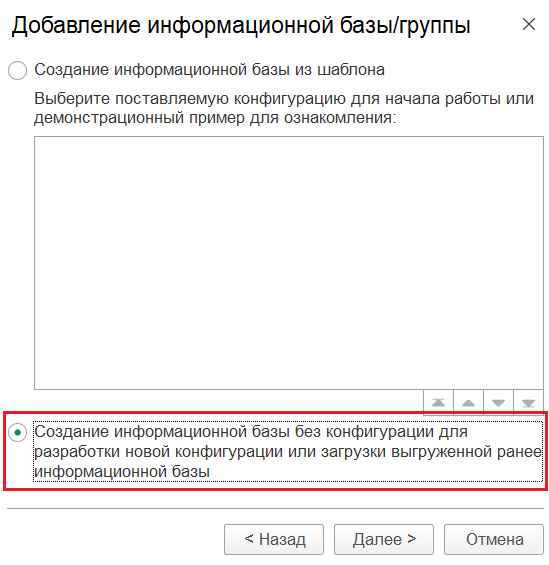 Добавление информационной базы/группы
Создание информационной базы из шаблона
Выберите поставляемую конфигурацию для начала работы или
демонстрационный пример для ознакомления:
Создание информационной базы без конфигурации для
разработки новой конфигурации или загрузки выгруженной ранее
информационной базы
< Назад
Далее >
Отмена